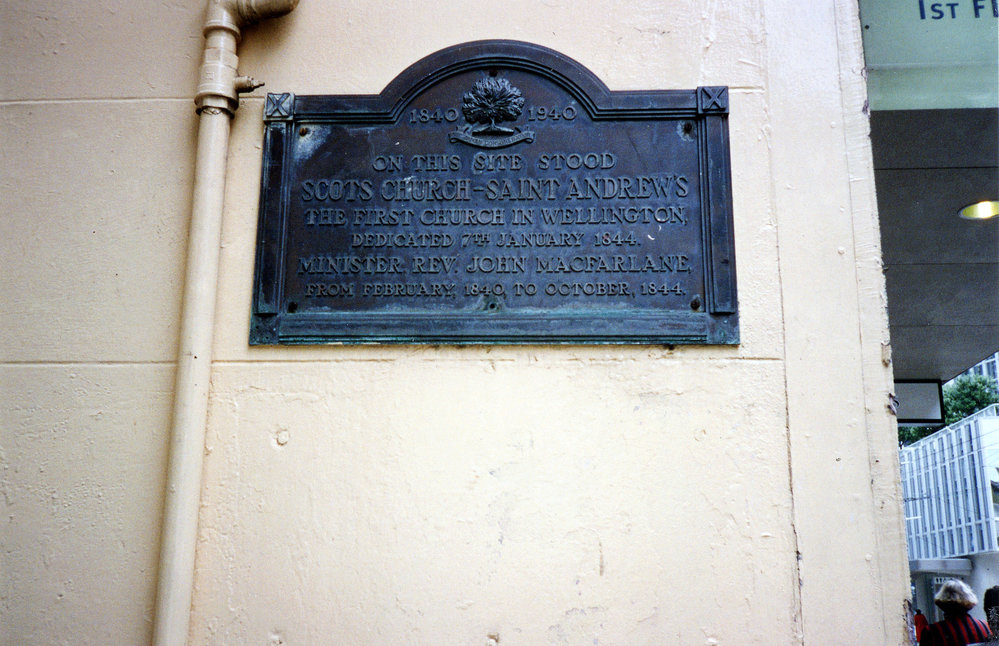 1ST
1840 1940
ON THIS SITE STOOD
SCOTS CHURCH-SAINT ANDREW'S
THE FIRST CHURCH IN WELLINGTON,
DEDICATED 7TH JANUARY 1844.
MINISTER, REV. JOHN MACFARLANE,
FROM FEBRUARY, 1840, TO OCTOBER, 1844.